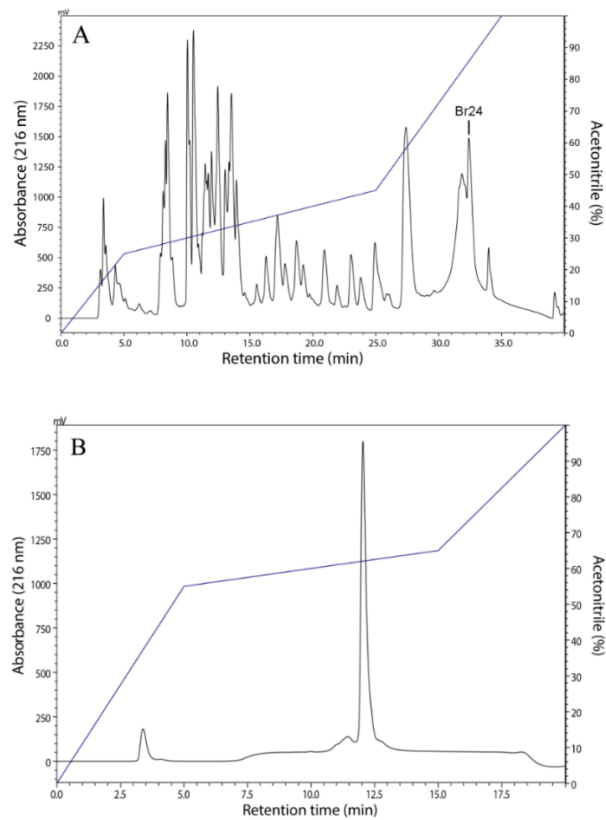 mV
A
Br24
2250
2000
1750
1500
1250
1000
750
500
250
0
Absorbance (216 nm)
90
80
70
60
50
40
30
20
10
0
Acetonitrile (%)
0.0 5.0 10.0 15.0 20.0 25.0 30.0 35.0
Retention time (min)
mV
B
1750
1500
1250
1000
750
500
250
0
Absorbance (216 nm)
90
80
70
60
50
40
30
20
10
0
Acetonitrile (%)
0.0 2.5 5.0 7.5 10.0 12.5 15.0 17.5
Retention time (min)